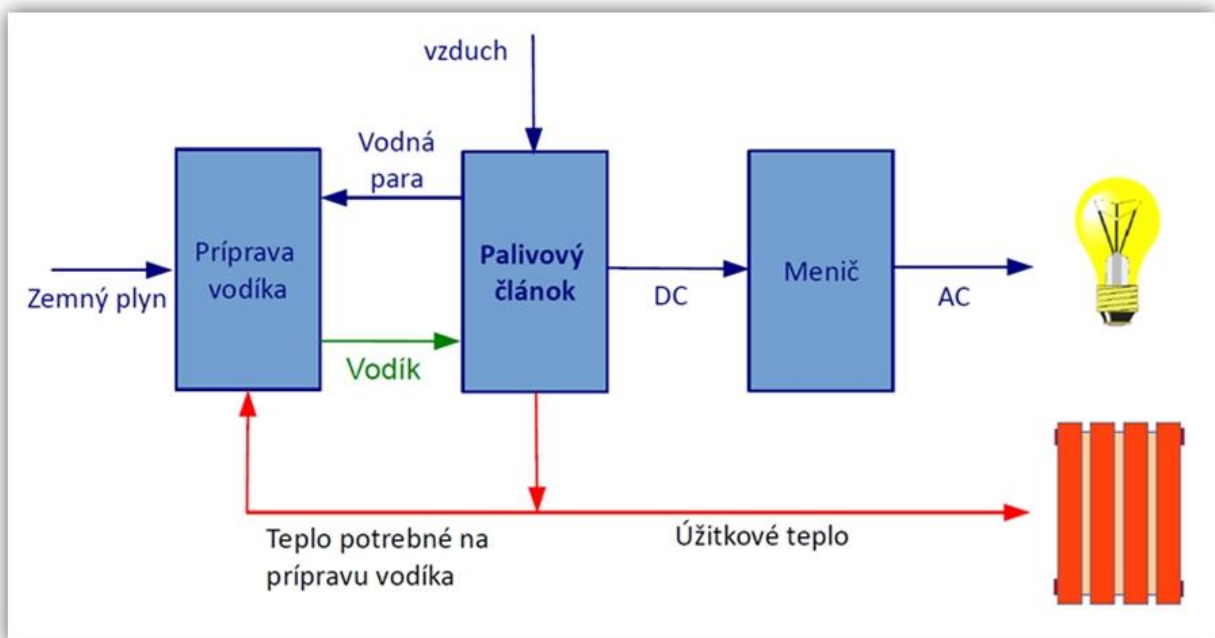 vzduch
Vodná
para
Príprava
vodíka
Palivový
článok
Menič
Zemný plyn
DC
AC
Vodík
Teplo potrebné na
prípravu vodíka
Úžitkové teplo